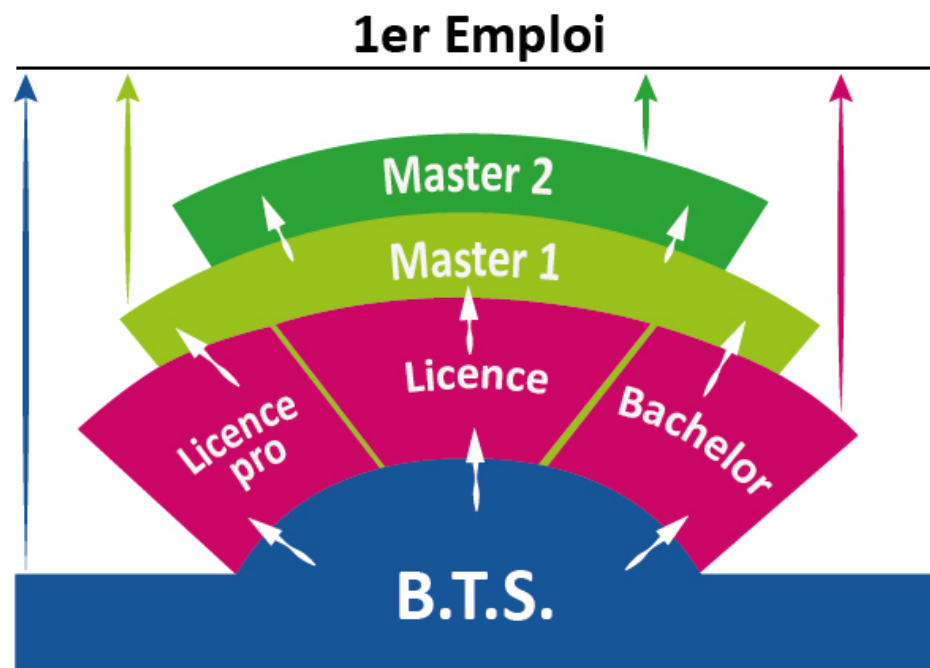 1er Emploi
Master 2
Master 1
Licence
pro
Licence
Bachelor
B.T.S.